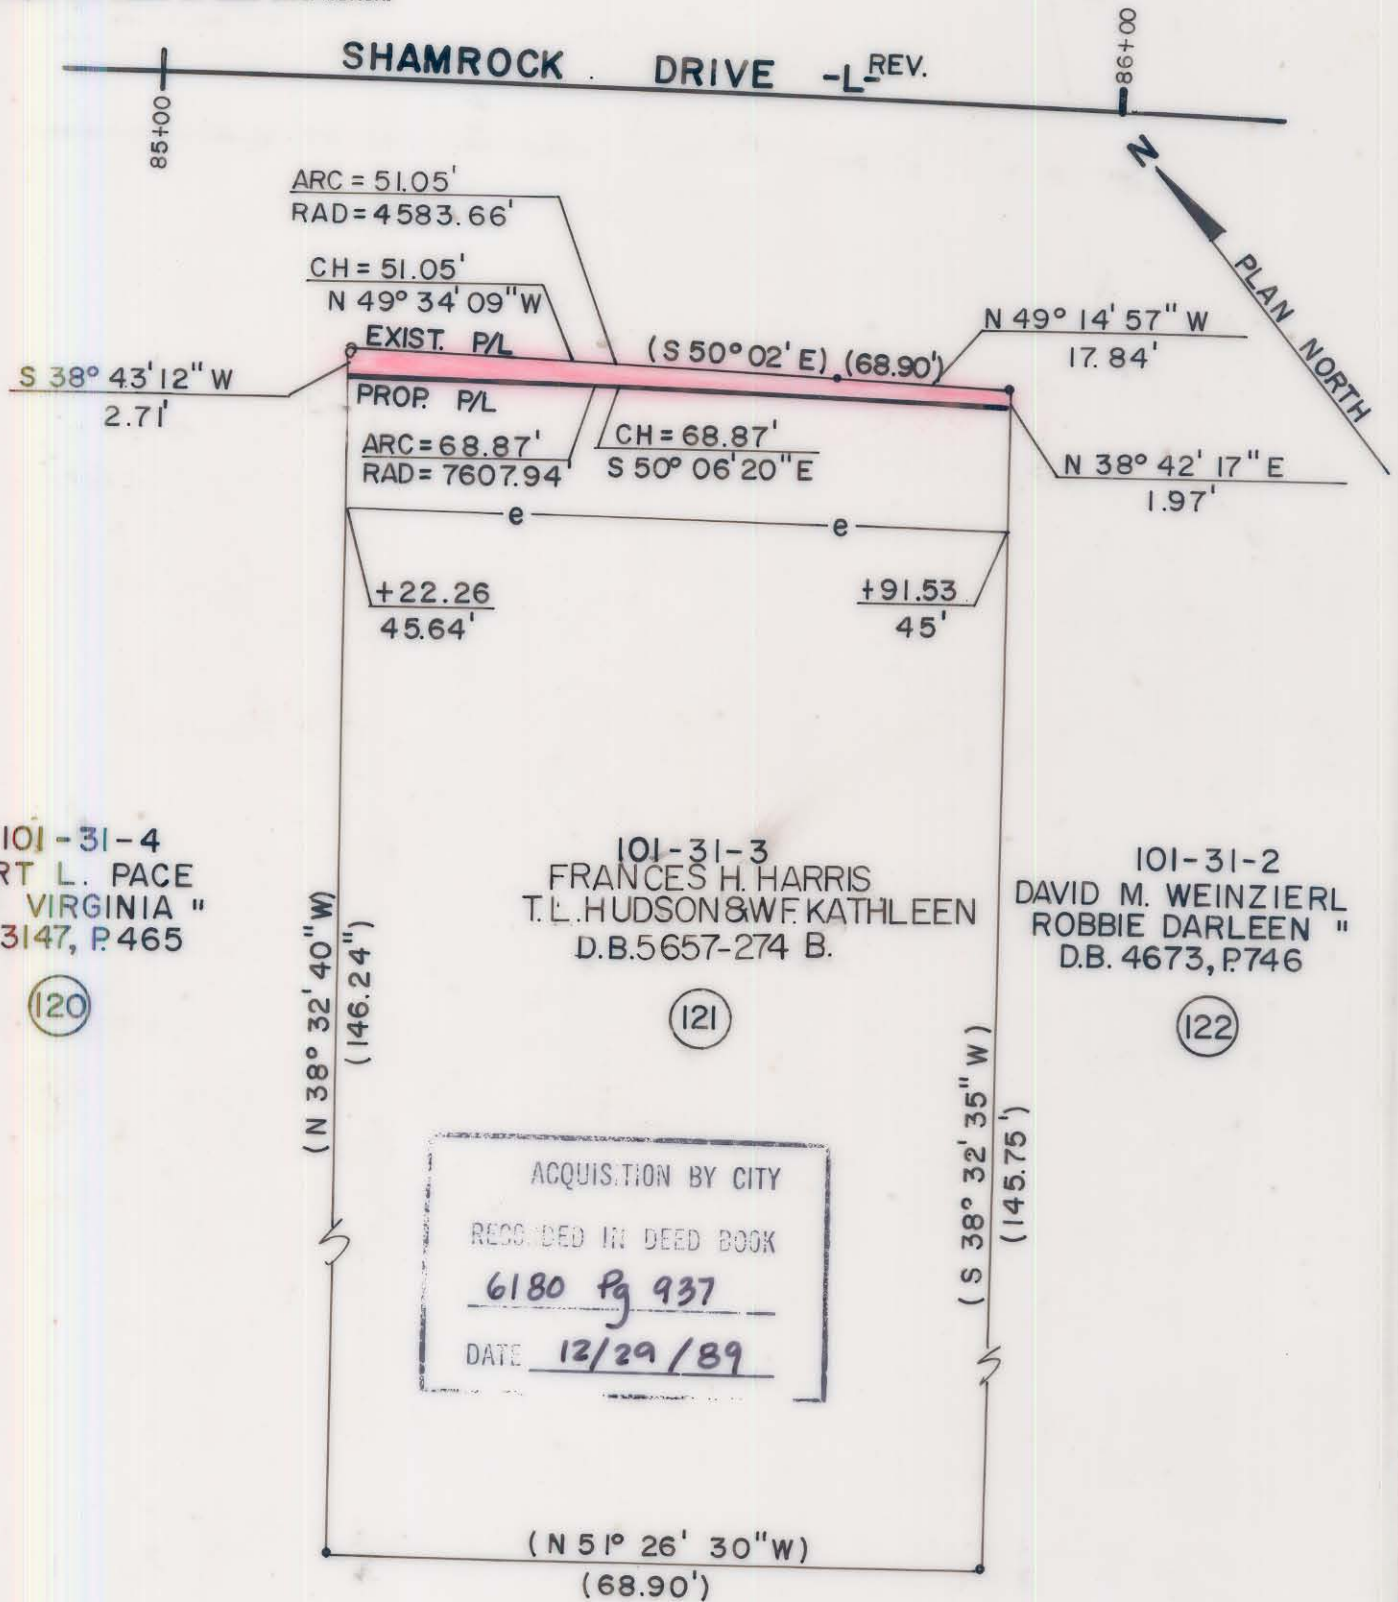 SHAMROCK DRIVE -L- REV.
85+00
86+00
N
PLAN NORTH
ARC = 51.05'
RAD = 4583.66'
CH = 51.05'
N 49° 34' 09" W
EXIST. P/L
(S 50° 02' E) (68.90')
N 49° 14' 57" W
17.84'
S 38° 43' 12" W
2.71'
PROP. P/L
ARC = 68.87'
RAD = 7607.94'
CH = 68.87'
S 50° 06' 20" E
N 38° 42' 17" E
1.97'
e e
+22.26
45.64'
+91.53
45'
101-31-4
RT L. PACE
VIRGINIA "
3147, P. 465
120
101-31-3
FRANCES H. HARRIS
T.L. HUDSON & WF. KATHLEEN
D.B. 5657-274 B.
121
101-31-2
DAVID M. WEINZIERL
ROBBIE DARLEEN "
D.B. 4673, P. 746
122
(N 38° 32' 40" W)
(146.24")
(S 38° 32' 35" W)
(145.75')
ACQUIS.TION BY CITY
RECO DED IN DEED BOOK
6180 Pg 937
DATE 12/29/89
(N 51° 26' 30" W)
(68.90')